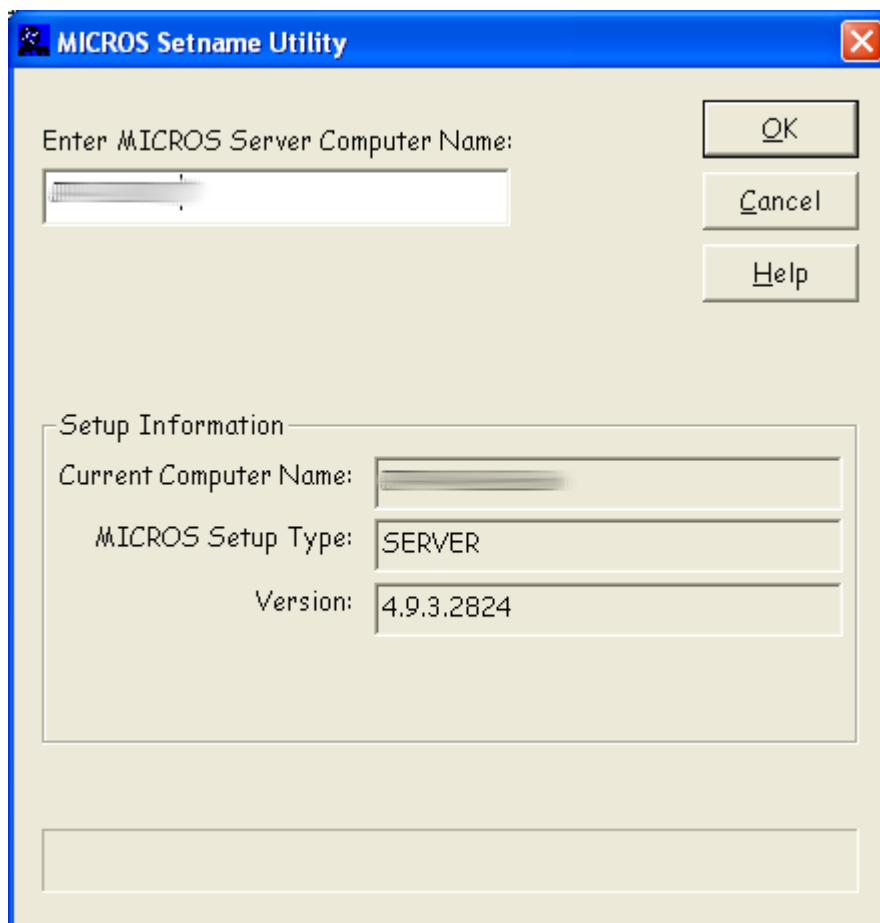 MICROS Setname Utility
Enter MICROS Server Computer Name:
OK
Cancel
Help
Setup Information
Current Computer Name:
MICROS Setup Type: SERVER
Version: 4.9.3.2824